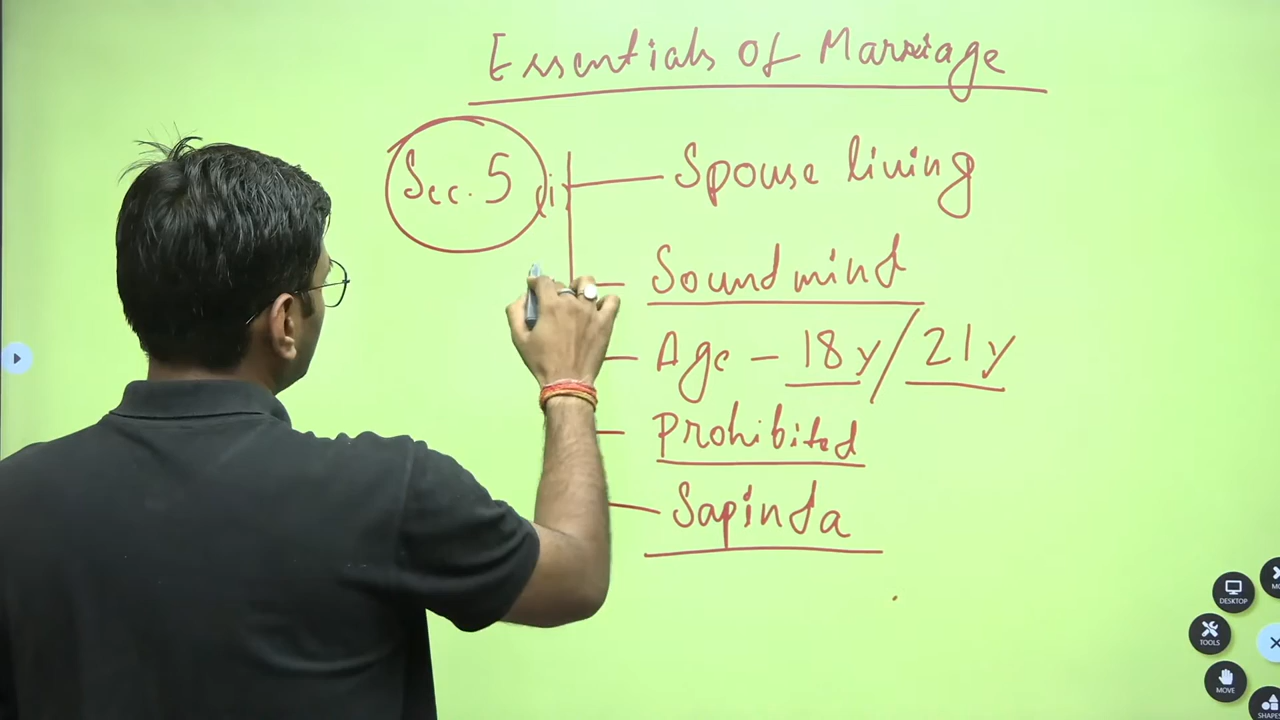 Essentials of Marriage
Sec. 5 (i) Spouse living
Sound mind
Age - 18y/21y
Prohibited
Sapinda
DESKTOP
TOOLS
MOVE